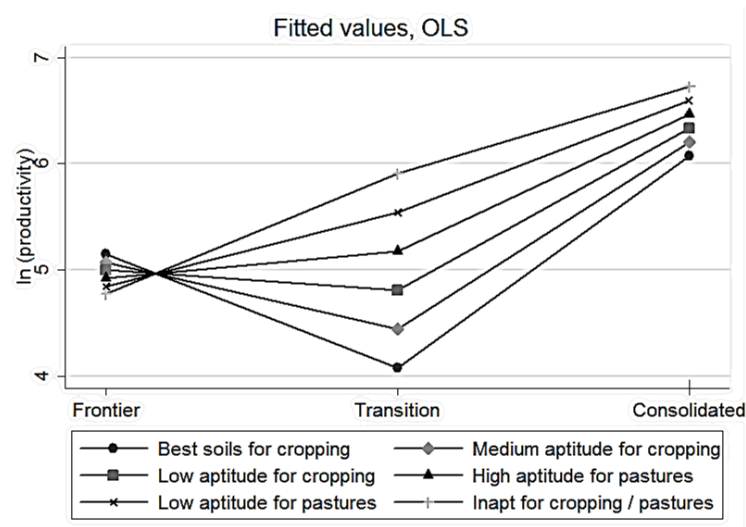 Fitted values, OLS
ln (productivity)
7
6
5
4
Frontier Transition Consolidated
Best soils for cropping Medium aptitude for cropping
Low aptitude for cropping High aptitude for pastures
Low aptitude for pastures Inapt for cropping / pastures